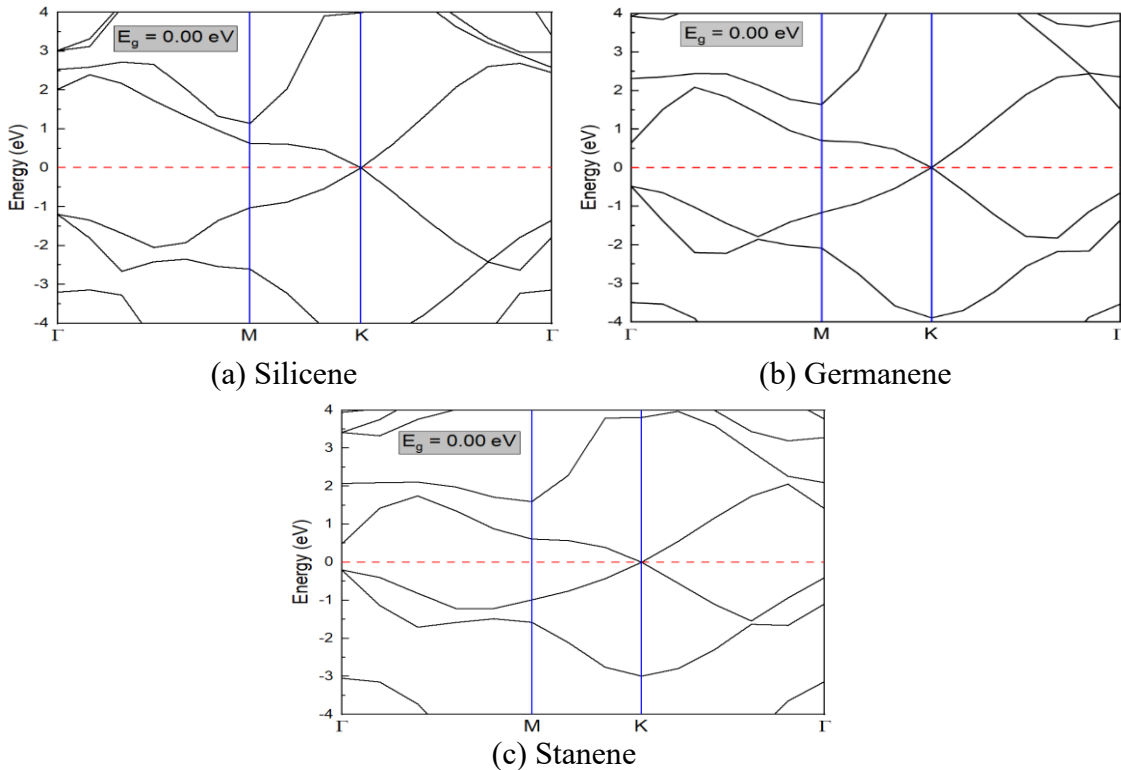 4
3
2
1
0
-1
-2
-3
-4
Energy (eV)
E_g = 0.00 eV
Γ M K Γ
(a) Silicene
4
3
2
1
0
-1
-2
-3
-4
Energy (eV)
E_g = 0.00 eV
Γ M K Γ
(b) Germanene
4
3
2
1
0
-1
-2
-3
-4
Energy (eV)
E_g = 0.00 eV
Γ M K Γ
(c) Stanene